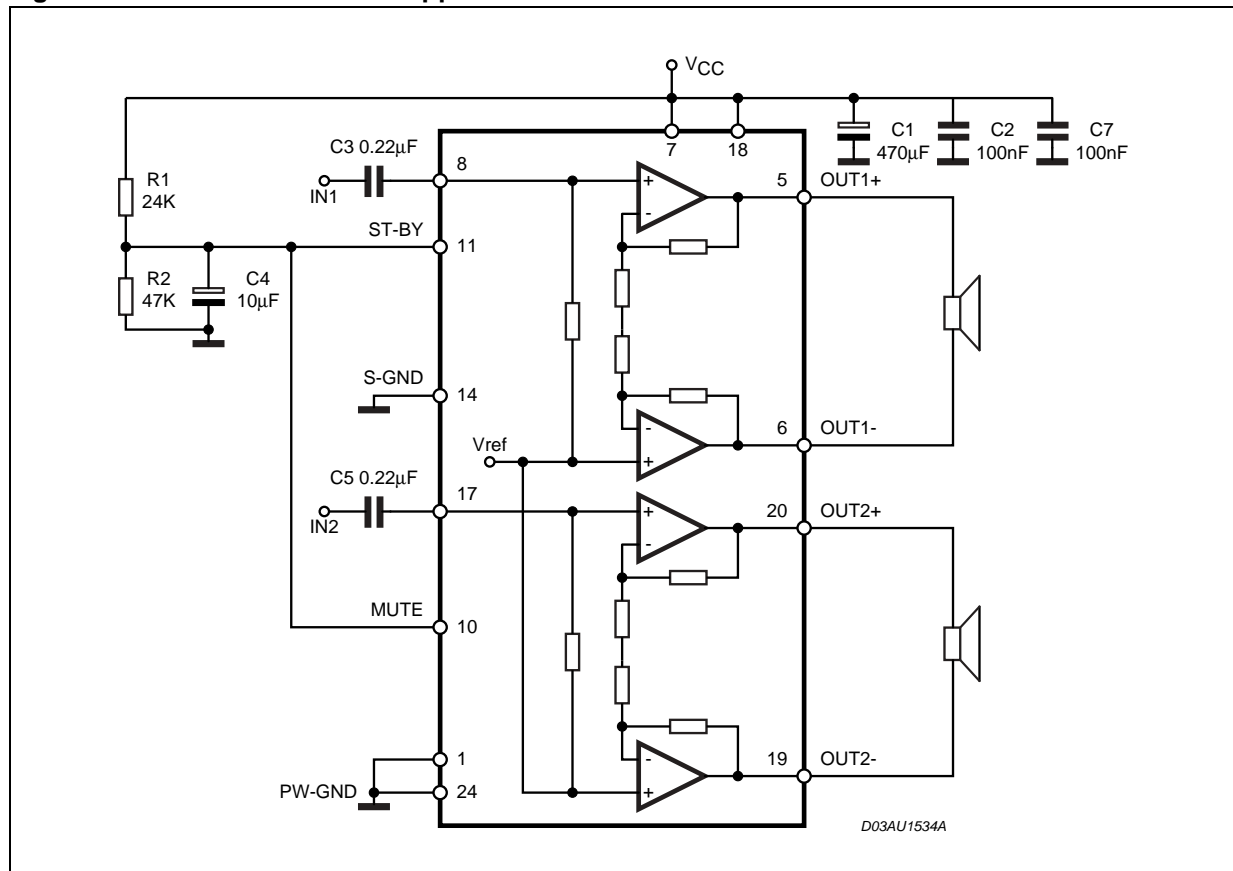 VCC
C3 0.22µF
8
7
18
C1
470µF
C2
100nF
C7
100nF
IN1
+
-
5
OUT1+
R1
24K
ST-BY
11
R2
47K
C4
10µF
S-GND
14
-
+
6
OUT1-
Vref
C5 0.22µF
17
IN2
+
-
20
OUT2+
MUTE
10
-
+
19
OUT2-
1
PW-GND
24
D03AU1534A